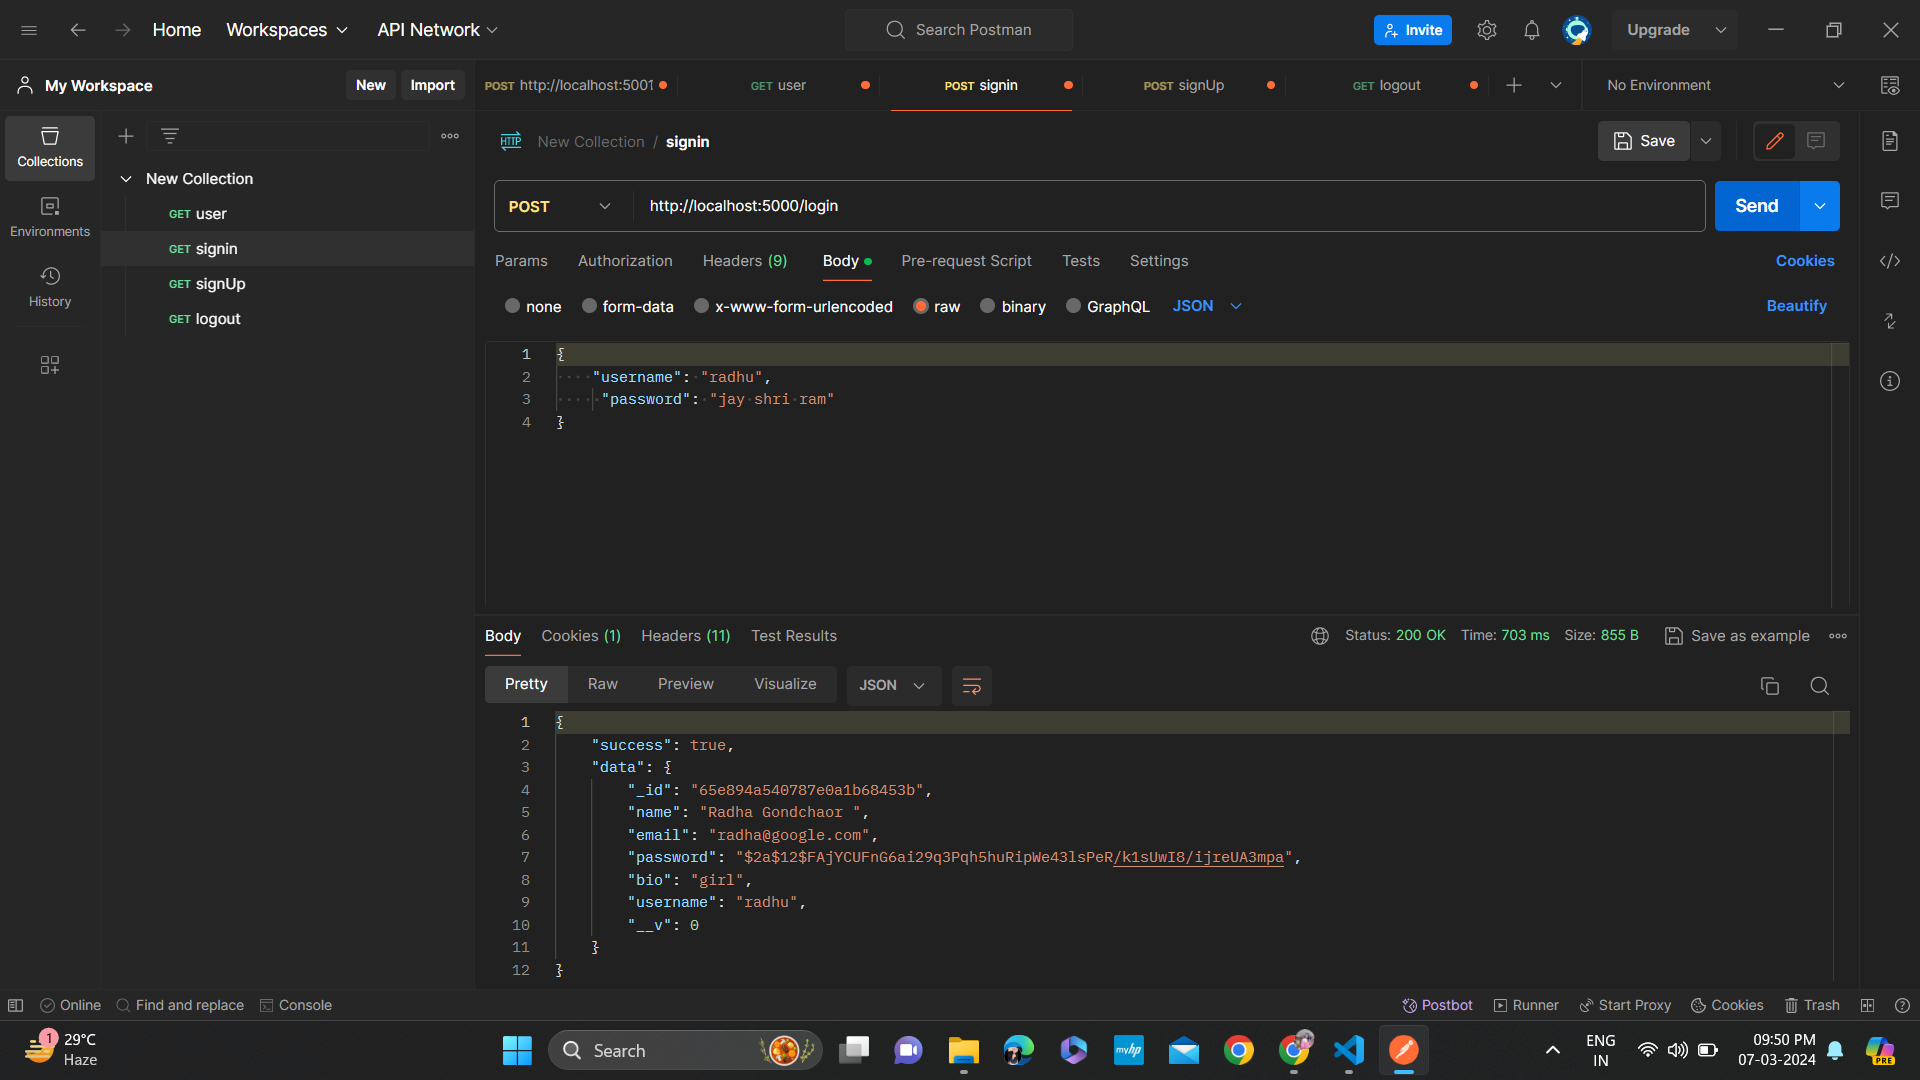 Home Workspaces API Network Search Postman Invite Upgrade
My Workspace New Import POST http://localhost:5001 GET user POST signin POST signUp GET logout No Environment
Collections
HTTP New Collection / signin Save
New Collection
GET user
POST http://localhost:5000/login Send
Environments
GET signin
Params Authorization Headers (9) Body Pre-request Script Tests Settings Cookies
GET signUp
History
none form-data x-www-form-urlencoded raw binary GraphQL JSON Beautify
GET logout
1 {
2 "username": "radhu",
3 "password": "jay shri ram"
4 }
Body Cookies (1) Headers (11) Test Results Status: 200 OK Time: 703 ms Size: 855 B Save as example
Pretty Raw Preview Visualize JSON
1 {
2 "success": true,
3 "data": {
4 "_id": "65e894a540787e0a1b68453b",
5 "name": "Radha Gondchaor ",
6 "email": "radha@google.com",
7 "password": "$2a$12$FAjYCUFnG6ai29q3Pqh5huRipWe43lsPeR/k1sUwI8/ijreUA3mpa",
8 "bio": "girl",
9 "username": "radhu",
10 "__v": 0
11 }
12 }
Online Find and replace Console Postbot Runner Start Proxy Cookies Trash
1 29°C
Haze
Search
myhp
ENG
IN
09:50 PM
07-03-2024
PRE